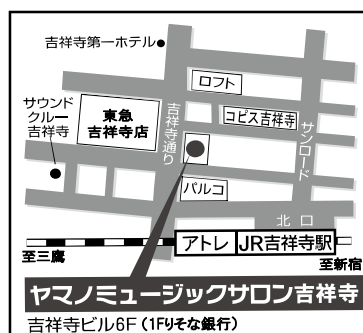 吉祥寺第一ホテル
ロフト
サウンド
クルー
吉祥寺
東急
吉祥寺店
吉祥寺通り
コピス吉祥寺
サンロード
パルコ
北口
アトレ
JR吉祥寺駅
至三鷹
至新宿
ヤマノミュージックサロン吉祥寺
吉祥寺ビル6F(1Fりそな銀行)